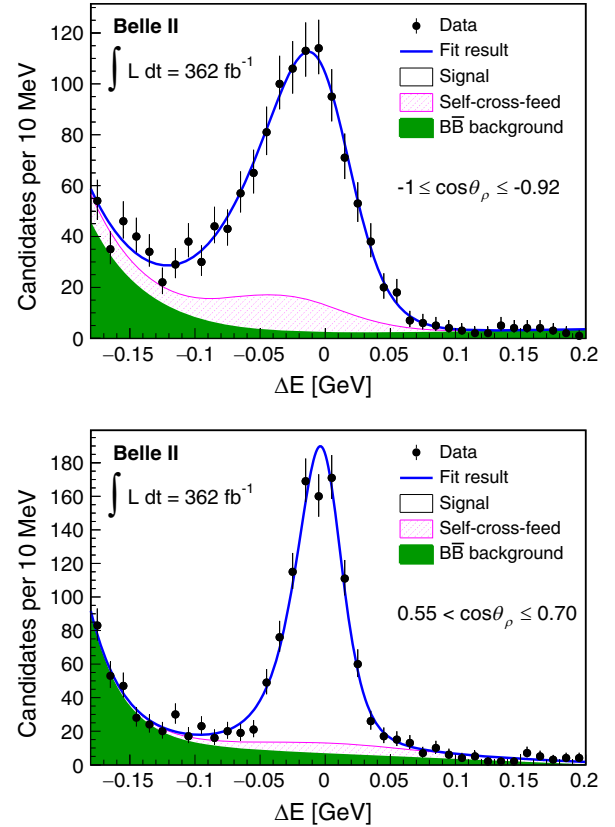 Belle II
∫ L dt = 362 fb⁻¹
Data
Fit result
Signal
Self-cross-feed
BB̅ background
-1 ≤ cosθρ ≤ -0.92
Candidates per 10 MeV
120
100
80
60
40
20
0
−0.15 −0.1 −0.05 0 0.05 0.1 0.15 0.2
ΔE [GeV]
Belle II
∫ L dt = 362 fb⁻¹
Data
Fit result
Signal
Self-cross-feed
BB̅ background
0.55 < cosθρ ≤ 0.70
Candidates per 10 MeV
180
160
140
120
100
80
60
40
20
0
−0.15 −0.1 −0.05 0 0.05 0.1 0.15 0.2
ΔE [GeV]